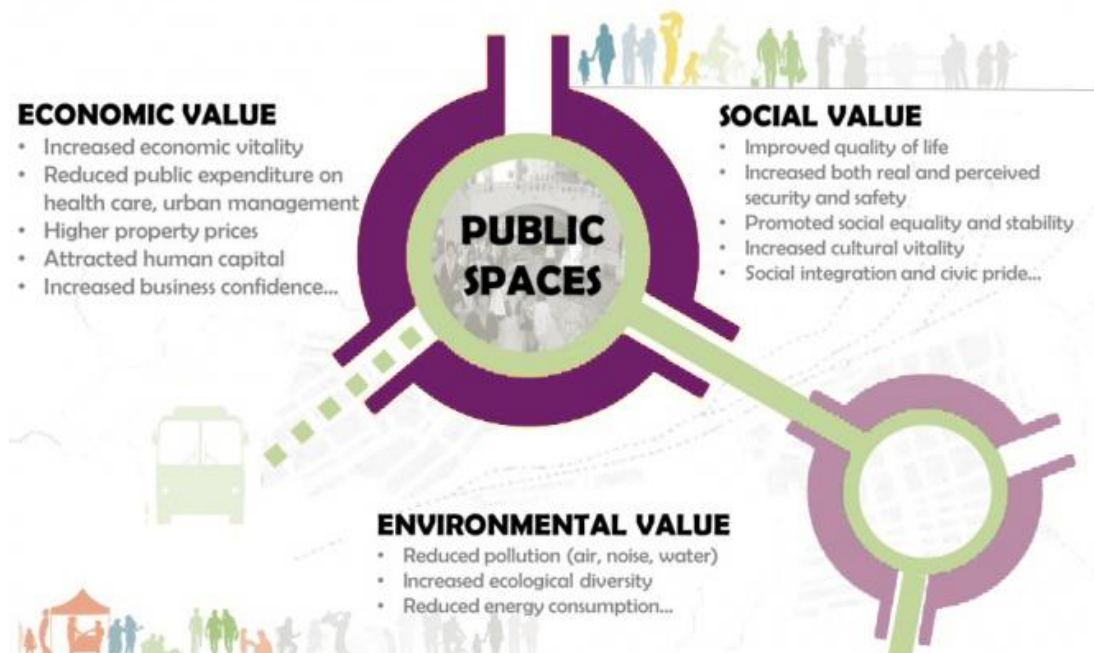 ECONOMIC VALUE
• Increased economic vitality
• Reduced public expenditure on
health care, urban management
• Higher property prices
• Attracted human capital
• Increased business confidence...
PUBLIC
SPACES
SOCIAL VALUE
• Improved quality of life
• Increased both real and perceived
security and safety
• Promoted social equality and stability
• Increased cultural vitality
• Social integration and civic pride...
ENVIRONMENTAL VALUE
• Reduced pollution (air, noise, water)
• Increased ecological diversity
• Reduced energy consumption...